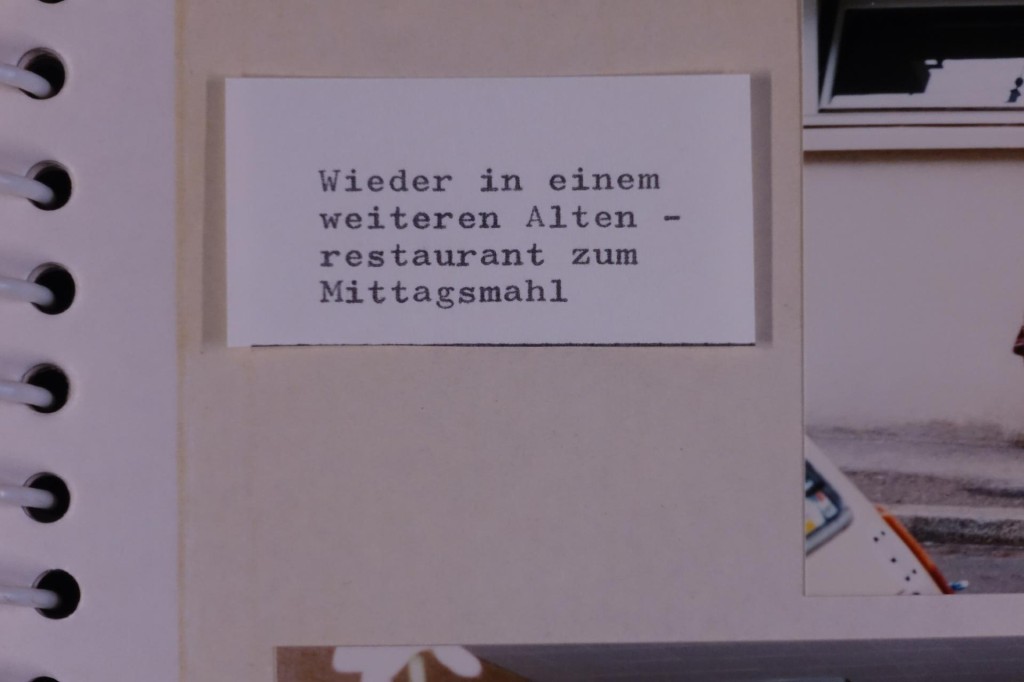 Wieder in einem
weiteren Alten -
restaurant zum
Mittagsmahl